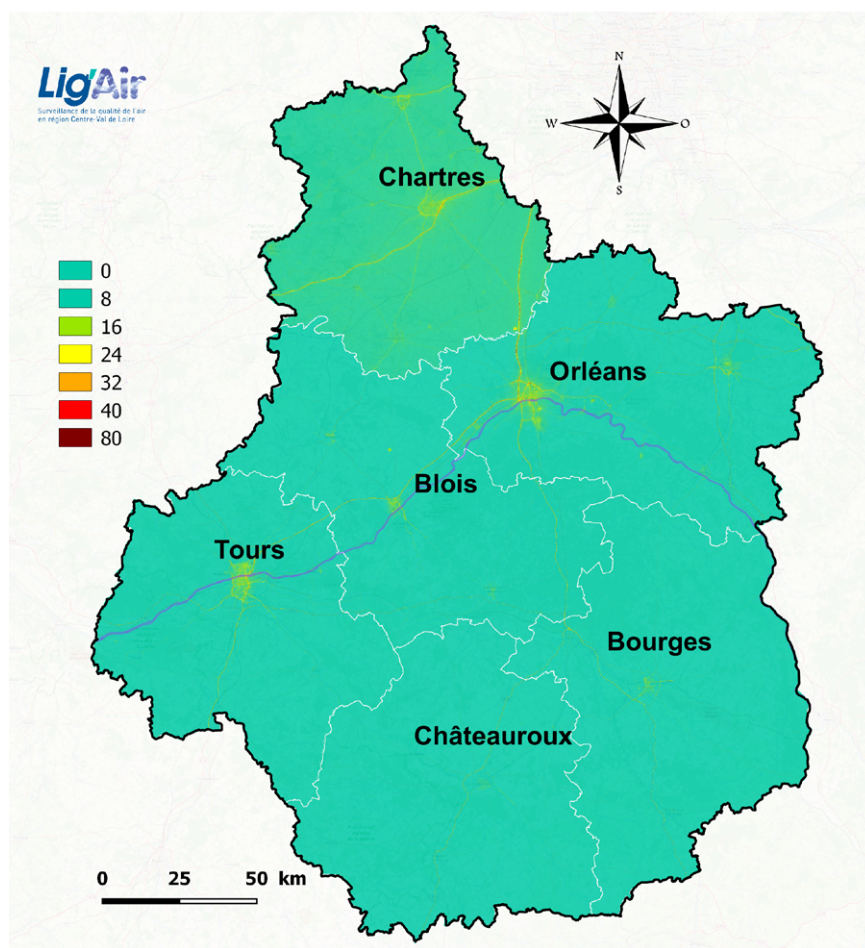 Lig'Air
Surveillance de la qualité de l'air
en région Centre-Val de Loire
N
W
O
S
Chartres
0
8
16
24
32
40
80
Orléans
Blois
Tours
Bourges
Châteauroux
0 25 50 km